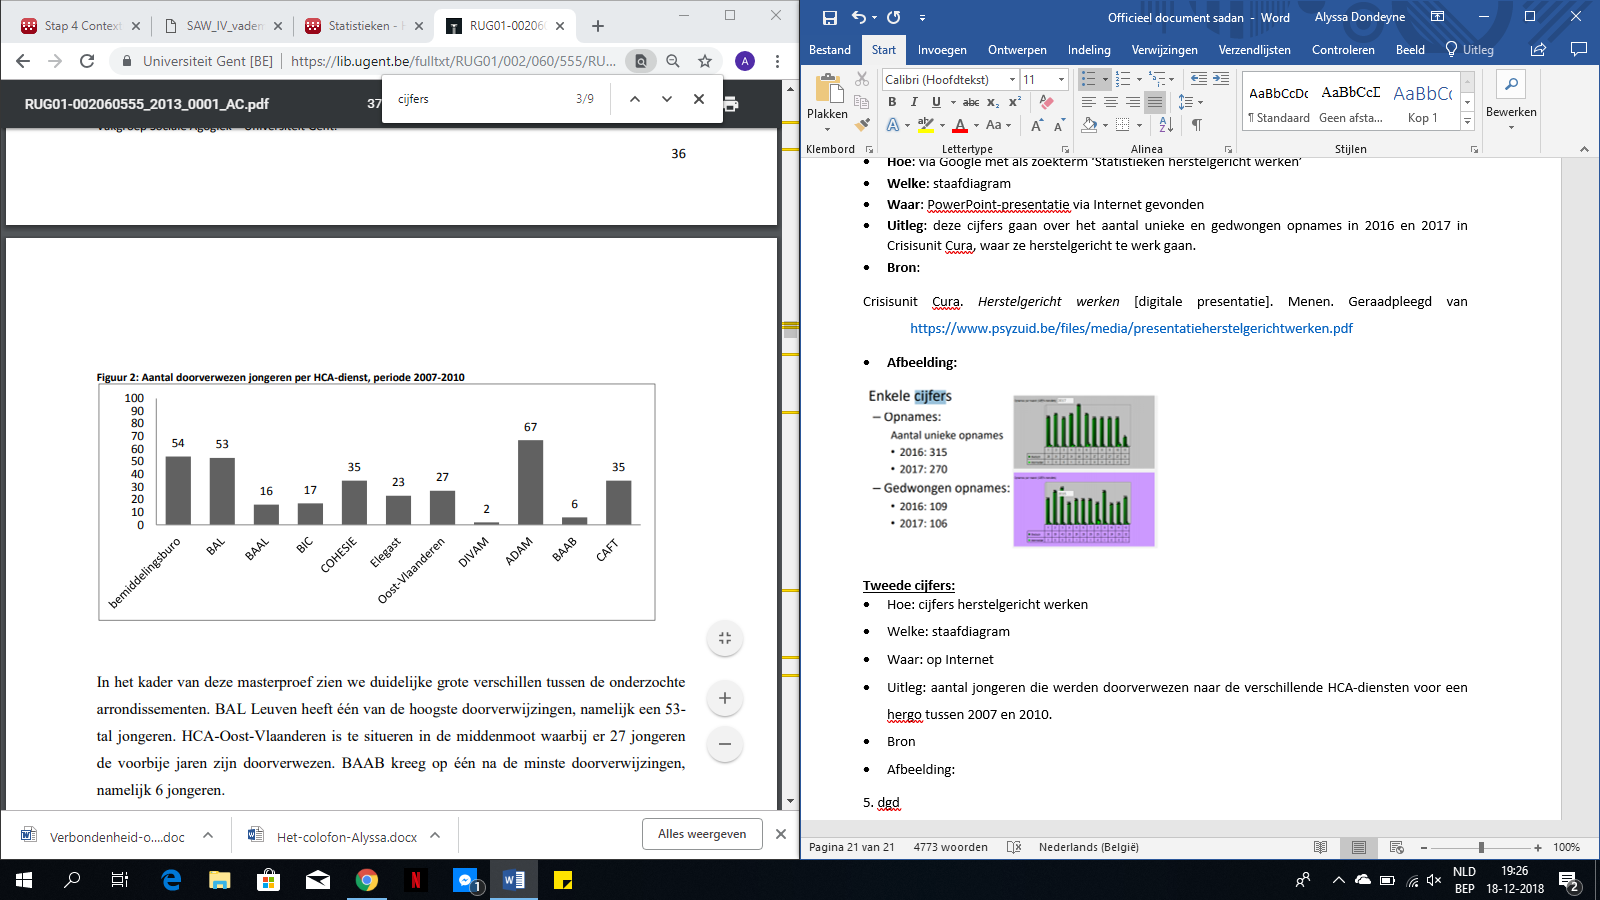 Stap 4 Context
SAW_IV_vadem
Statistieken -
RUG01-00206
Universiteit Gent [BE] | https://lib.ugent.be/fulltxt/RUG01/002/060/555/RU...
cijfers 3/9
RUG01-002060555_2013_0001_AC.pdf 37
Vakgroep Sociale Agogiek – Universiteit Gent.
36
Figuur 2: Aantal doorverwezen jongeren per HCA-dienst, periode 2007-2010
100
90
80
70
60
50
40
30
20
10
0
54 53 16 17 35 23 27 2 67 6 35
bemiddelingsburo BAL BAAL BIC COHESIE Elegast Oost-Vlaanderen DIVAM ADAM BAAB CAFT
In het kader van deze masterproef zien we duidelijke grote verschillen tussen de onderzochte
arrondissementen. BAL Leuven heeft één van de hoogste doorverwijzingen, namelijk een 53-
tal jongeren. HCA-Oost-Vlaanderen is te situeren in de middenmoot waarbij er 27 jongeren
de voorbije jaren zijn doorverwezen. BAAB kreeg op één na de minste doorverwijzingen,
namelijk 6 jongeren.
Verbondenheid-o....doc
Het-colofon-Alyssa.docx
Alles weergeven
Officieel document sadan - Word
Alyssa Dondeyne
Bestand Start Invoegen Ontwerpen Indeling Verwijzingen Verzendlijsten Controleren Beeld Uitleg
Plakken
Calibri (Hoofdtekst) 11
B I U abc x₂ x²
A aby A Aa A A
AaBbCcDc AaBbCcD AaBbCc
¶ Standaard Geen afsta... Kop 1
Bewerken
Klembord Lettertype Alinea Stijlen
• Hoe: via Google met als zoekterm ‘Statistieken herstelgericht werken’
• Welke: staafdiagram
• Waar: PowerPoint-presentatie via Internet gevonden
• Uitleg: deze cijfers gaan over het aantal unieke en gedwongen opnames in 2016 en 2017 in
Crisisunit Cura, waar ze herstelgericht te werk gaan.
• Bron:
Crisisunit Cura. Herstelgericht werken [digitale presentatie]. Menen. Geraadpleegd van
https://www.psyzuid.be/files/media/presentatieherstelgerichtwerken.pdf
• Afbeelding:
Enkele cijfers
– Opnames:
Aantal unieke opnames
• 2016: 315
• 2017: 270
– Gedwongen opnames:
• 2016: 109
• 2017: 106
Tweede cijfers:
• Hoe: cijfers herstelgericht werken
• Welke: staafdiagram
• Waar: op Internet
• Uitleg: aantal jongeren die werden doorverwezen naar de verschillende HCA-diensten voor een
hergo tussen 2007 en 2010.
• Bron
• Afbeelding:
5. dgd
Pagina 21 van 21 4773 woorden Nederlands (België) 100%
1
NLD
BEP
19:26
18-12-2018
2